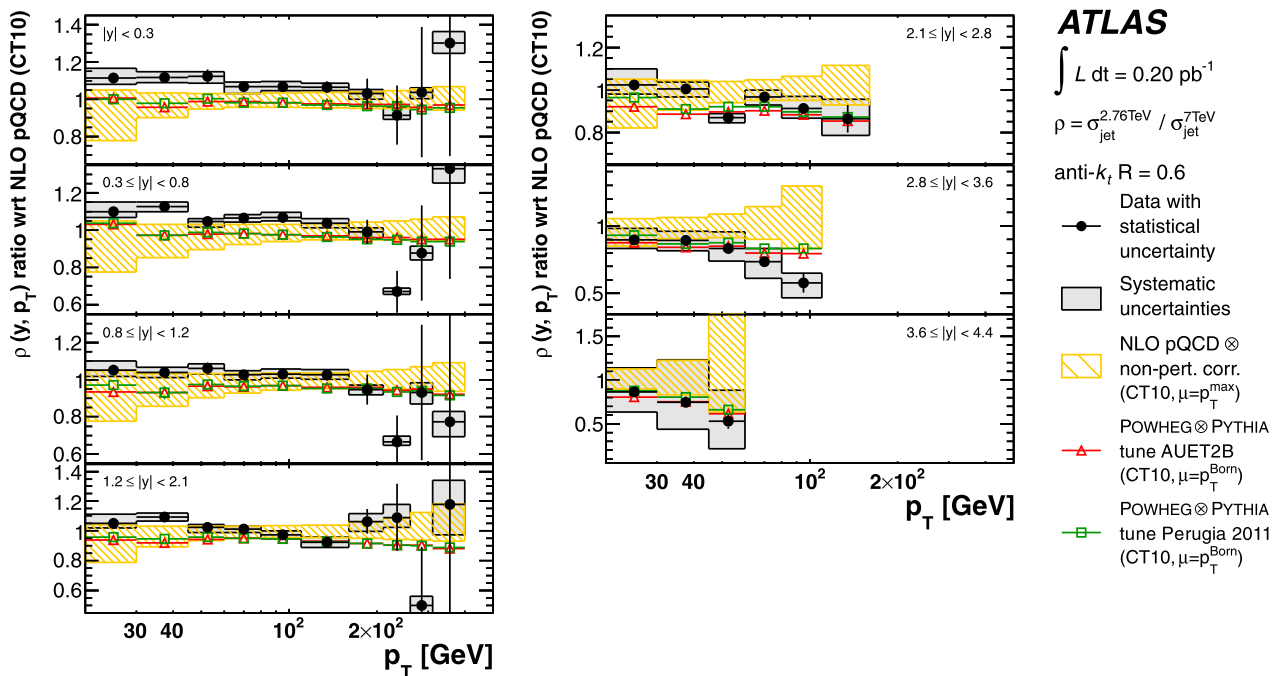 ρ (y, p_T) ratio wrt NLO pQCD (CT10)
|y| < 0.3
1.4
1.2
1
0.8
0.3 ≤ |y| < 0.8
1.2
1
0.8
0.6
0.8 ≤ |y| < 1.2
1.2
1
0.8
0.6
1.2 ≤ |y| < 2.1
1.4
1.2
1
0.8
0.6
30 40 10² 2×10²
p_T [GeV]
ρ (y, p_T) ratio wrt NLO pQCD (CT10)
2.1 ≤ |y| < 2.8
1.2
1
0.8
2.8 ≤ |y| < 3.6
1
0.5
3.6 ≤ |y| < 4.4
1.5
1
0.5
30 40 10² 2×10²
p_T [GeV]
ATLAS
∫ L dt = 0.20 pb⁻¹
ρ = σ_jet^2.76TeV / σ_jet^7TeV
anti-k_t R = 0.6
Data with
statistical
uncertainty
Systematic
uncertainties
NLO pQCD ⊗
non-pert. corr.
(CT10, μ=p_T^max)
POWHEG ⊗ PYTHIA
tune AUET2B
(CT10, μ=p_T^Born)
POWHEG ⊗ PYTHIA
tune Perugia 2011
(CT10, μ=p_T^Born)